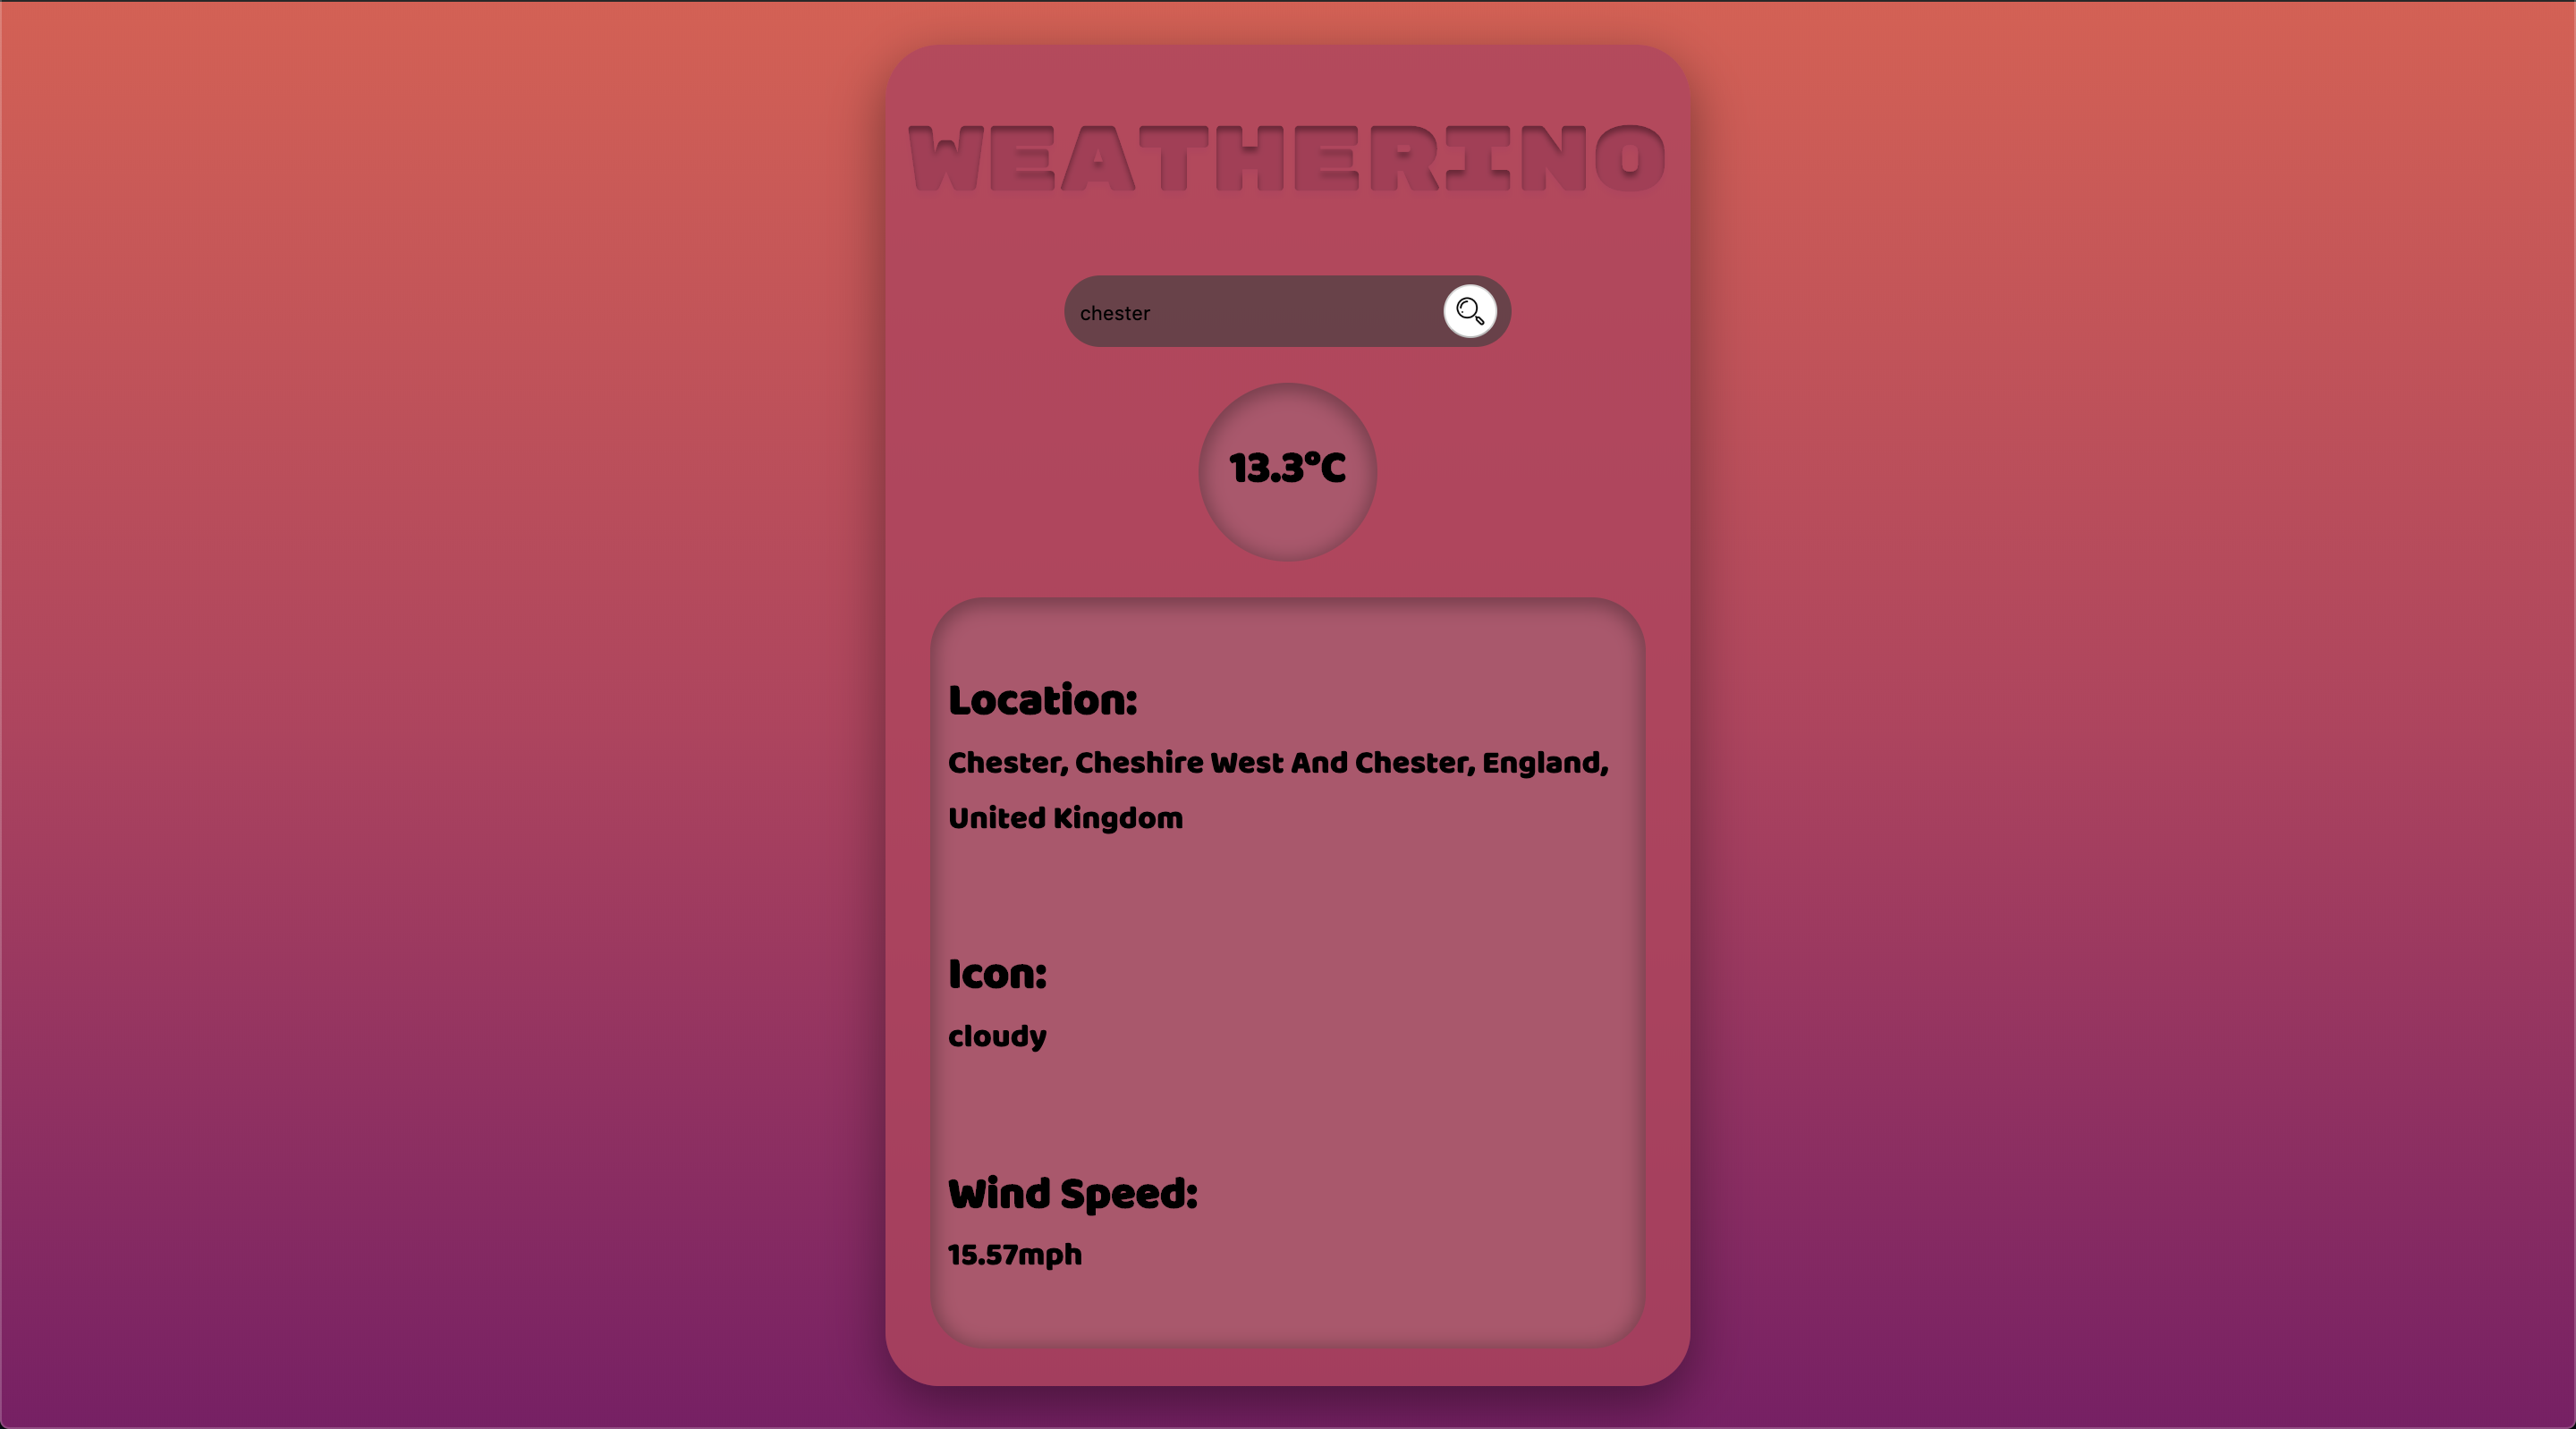 WEATHERINO
chester
13.3°C
Location:
Chester, Cheshire West And Chester, England,
United Kingdom
Icon:
cloudy
Wind Speed:
15.57mph